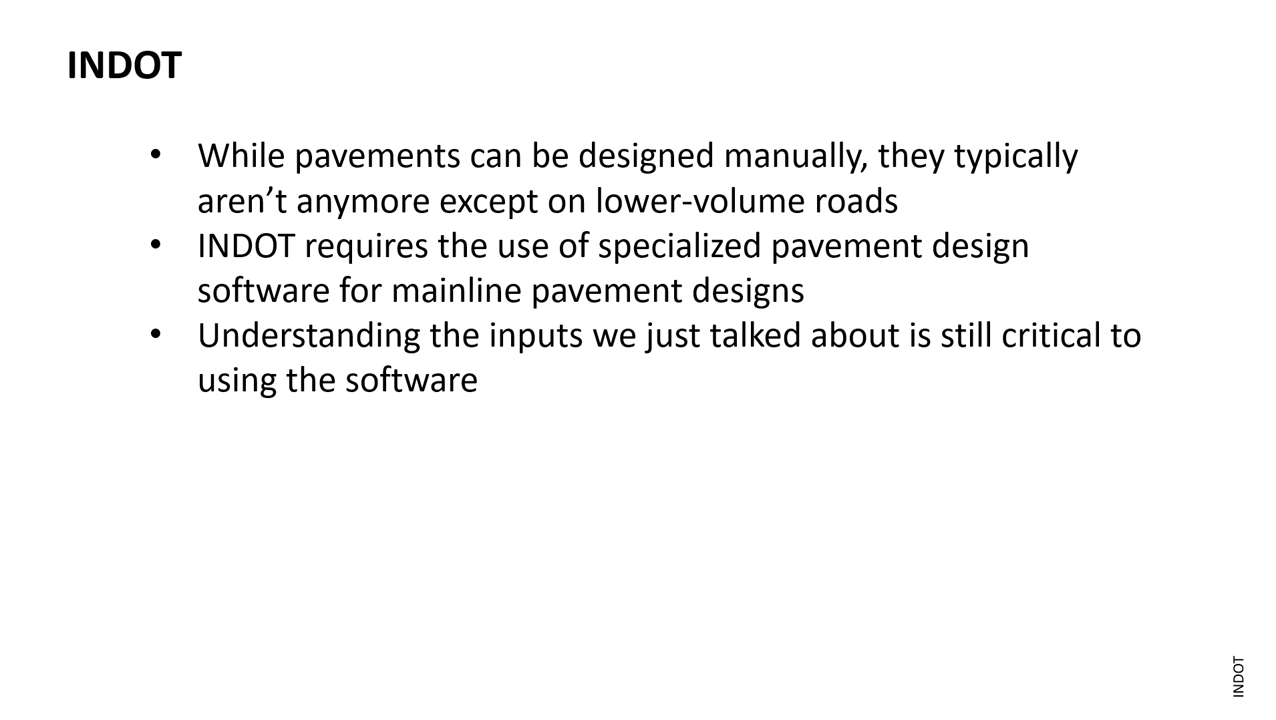 INDOT
• While pavements can be designed manually, they typically
aren’t anymore except on lower-volume roads
• INDOT requires the use of specialized pavement design
software for mainline pavement designs
• Understanding the inputs we just talked about is still critical to
using the software
INDOT